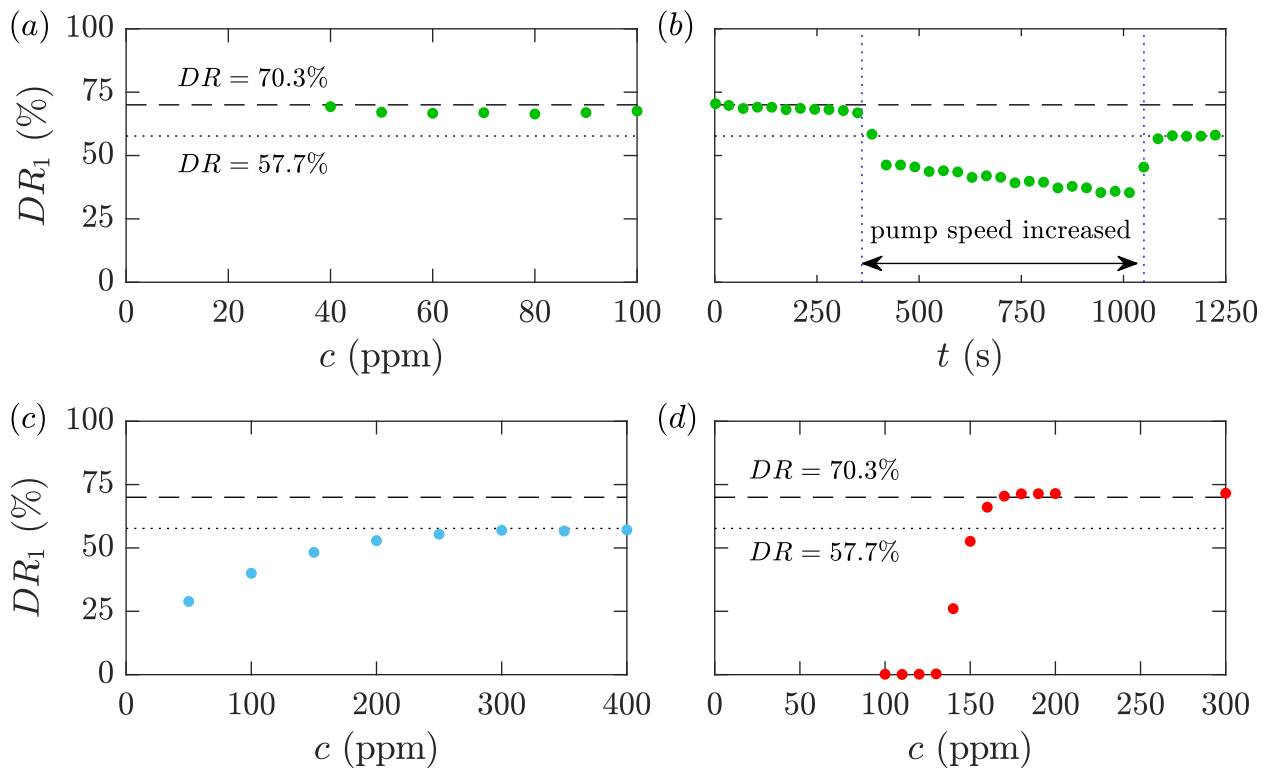 (a)
100
75
50
25
0
DR₁ (%)
DR = 70.3%
DR = 57.7%
0 20 40 60 80 100
c (ppm)
(b)
pump speed increased
0 250 500 750 1000 1250
t (s)
(c)
100
75
50
25
0
DR₁ (%)
0 100 200 300 400
c (ppm)
(d)
DR = 70.3%
DR = 57.7%
0 50 100 150 200 300
c (ppm)